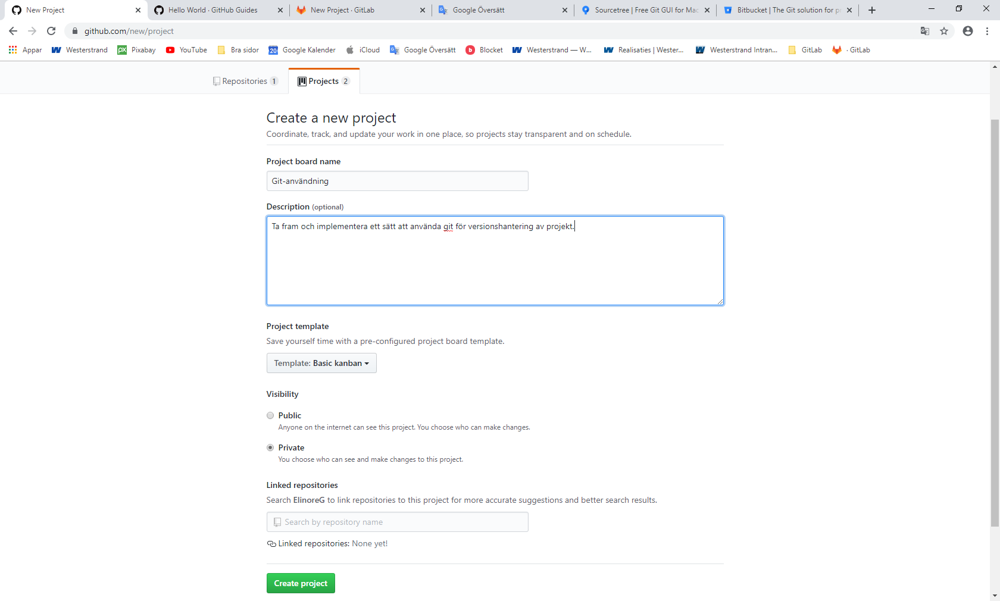 New Project
Hello World · GitHub Guides
New Project · GitLab
Google Översätt
Sourcetree | Free Git GUI for Mac
Bitbucket | The Git solution for pr
github.com/new/project
Appar
Westerstrand
Pixabay
YouTube
Bra sidor
20
Google Kalender
iCloud
Google Översätt
Blocket
Westerstrand — W...
Realisaties | Wester...
Westerstrand Intran...
GitLab
· GitLab
Repositories 1
Projects 2
Create a new project
Coordinate, track, and update your work in one place, so projects stay transparent and on schedule.
Project board name
Git-användning
Description (optional)
Ta fram och implementera ett sätt att använda git för versionshantering av projekt.
Project template
Save yourself time with a pre-configured project board template.
Template: Basic kanban
Visibility
Public
Anyone on the internet can see this project. You choose who can make changes.
Private
You choose who can see and make changes to this project.
Linked repositories
Search ElinoreG to link repositories to this project for more accurate suggestions and better search results.
Search by repository name
Linked repositories: None yet!
Create project